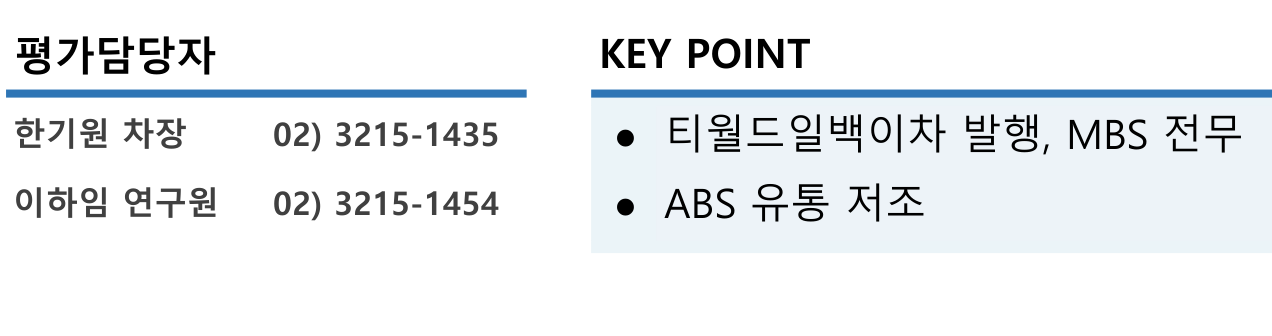 평가담당자
한기원 차장 02) 3215-1435
이하임 연구원 02) 3215-1454
KEY POINT
● 티월드일백이차 발행, MBS 전무
● ABS 유통 저조